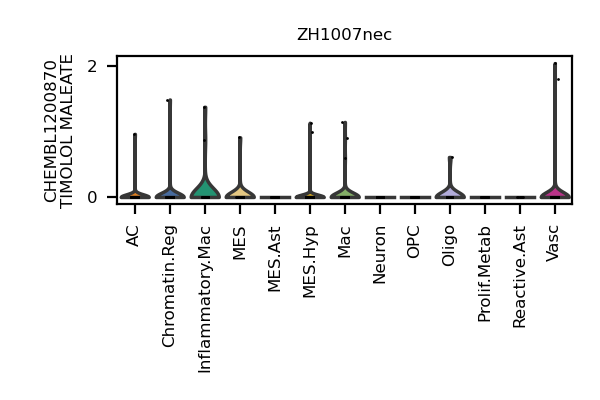 ZH1007nec
CHEMBL1200870
TIMOLOL MALEATE
2
0
AC
Chromatin.Reg
Inflammatory.Mac
MES
MES.Ast
MES.Hyp
Mac
Neuron
OPC
Oligo
Prolif.Metab
Reactive.Ast
Vasc